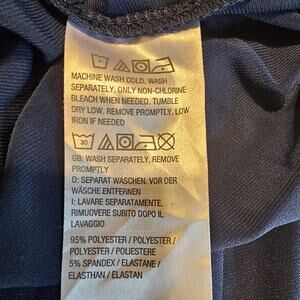 MACHINE WASH COLD. WASH
SEPARATELY. ONLY NON-CHLORINE
BLEACH WHEN NEEDED. TUMBLE
DRY LOW. REMOVE PROMPTLY. LOW
IRON IF NEEDED
30
GB: WASH SEPARATELY. REMOVE
PROMPTLY
D: SEPARAT WASCHEN. VOR DER
WÄSCHE ENTFERNEN
I: LAVARE SEPARATAMENTE.
RIMUOVERE SUBITO DOPO IL
LAVAGGIO
95% POLYESTER / POLYESTER /
POLYESTER / POLIESTERE
5% SPANDEX / ELASTANE /
ELASTHAN / ELASTAN